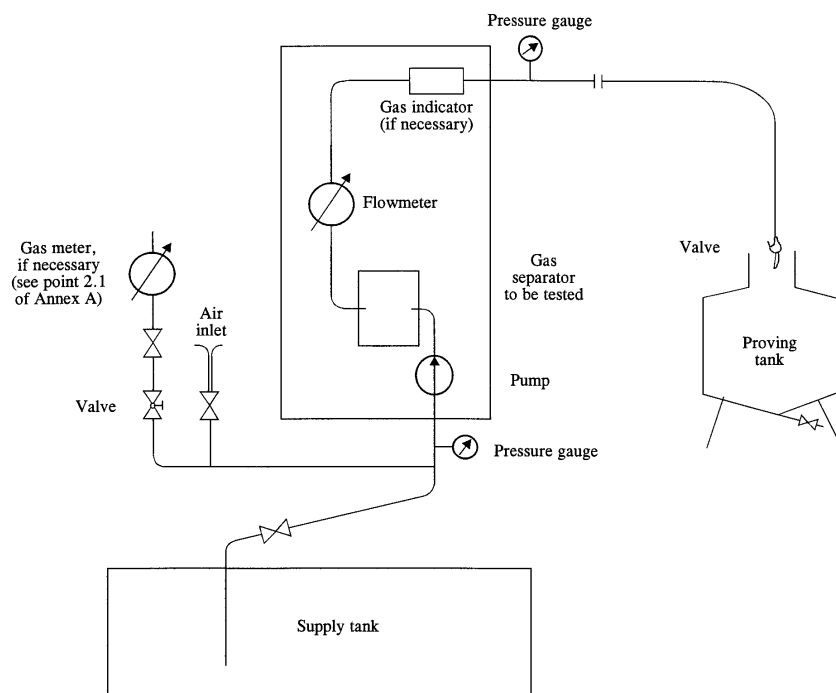 Pressure gauge
Gas indicator
(if necessary)
Flowmeter
Gas meter,
if necessary
(see point 2.1
of Annex A)
Air
inlet
Gas
separator
to be tested
Valve
Proving
tank
Valve
Pump
Pressure gauge
Supply tank